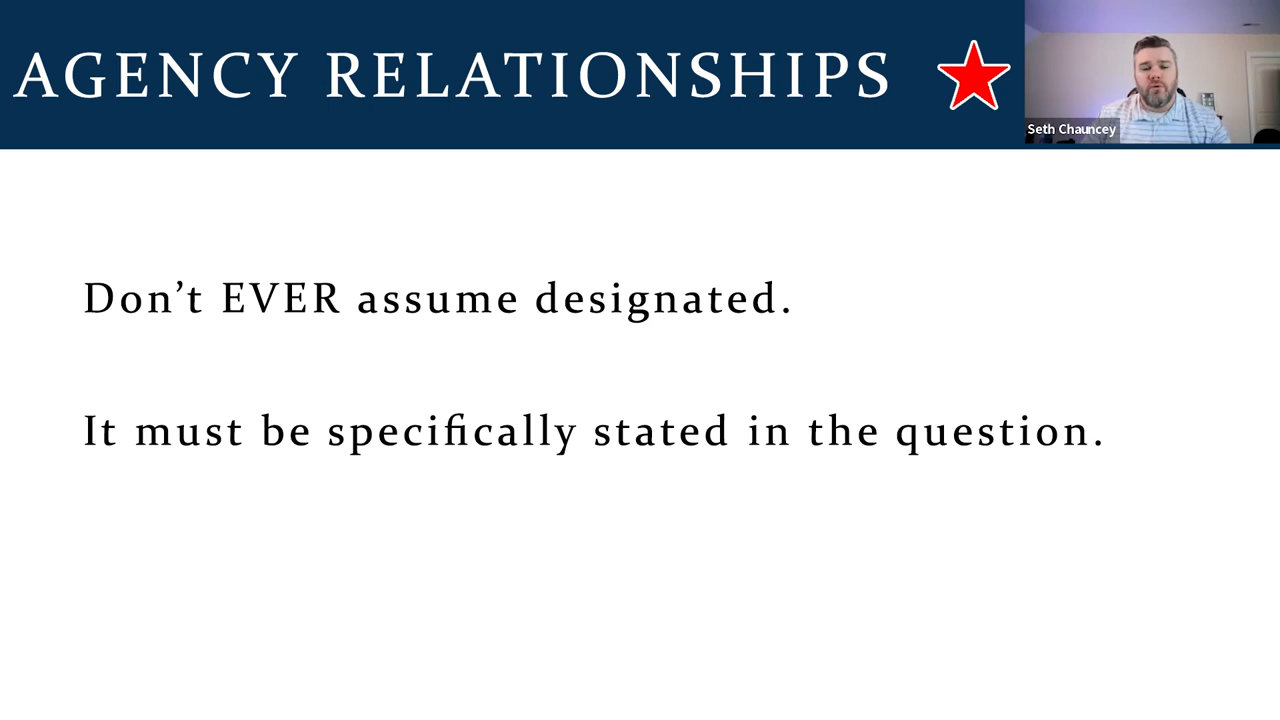 AGENCY RELATIONSHIPS
Seth Chauncey
Don’t EVER assume designated.
It must be specifically stated in the question.